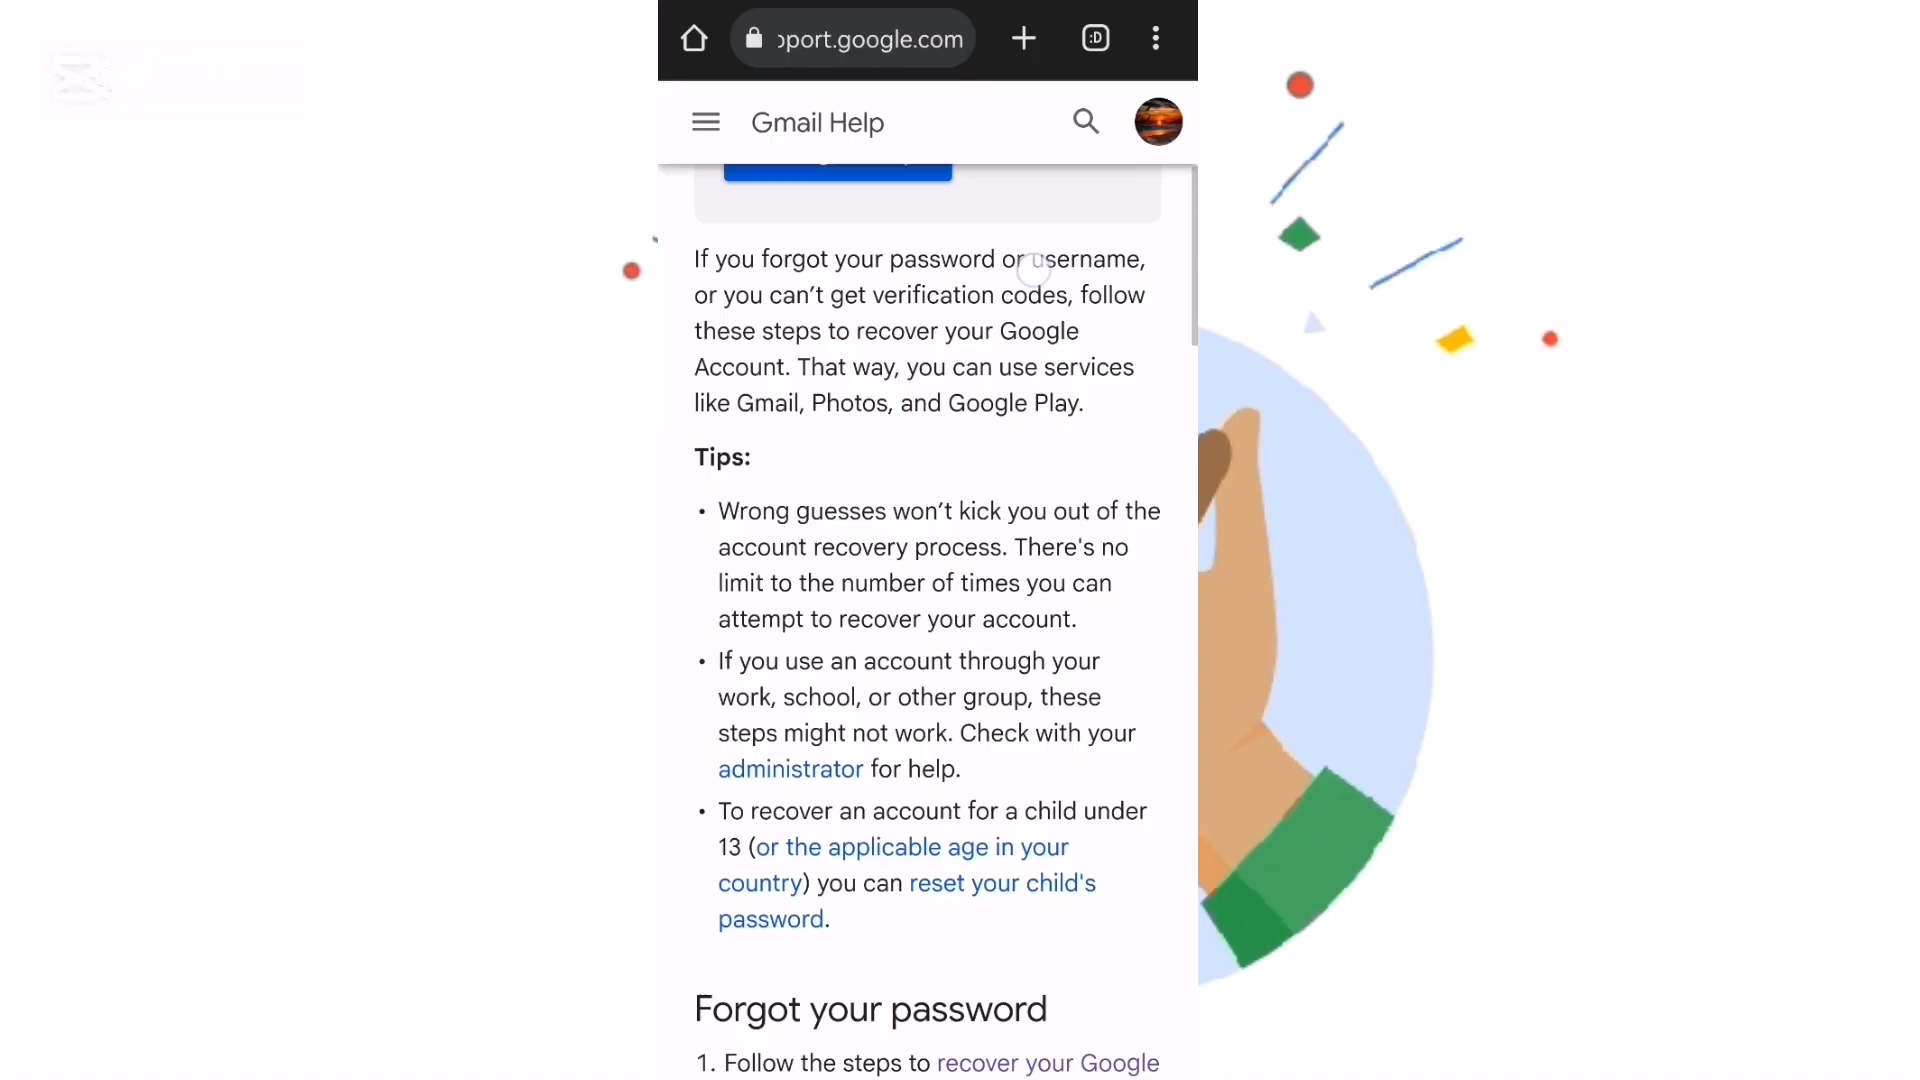 pport.google.com
:D
Gmail Help
If you forgot your password or username,
or you can’t get verification codes, follow
these steps to recover your Google
Account. That way, you can use services
like Gmail, Photos, and Google Play.
Tips:
• Wrong guesses won’t kick you out of the
account recovery process. There's no
limit to the number of times you can
attempt to recover your account.
• If you use an account through your
work, school, or other group, these
steps might not work. Check with your
administrator for help.
• To recover an account for a child under
13 (or the applicable age in your
country) you can reset your child's
password.
Forgot your password
1. Follow the steps to recover your Google